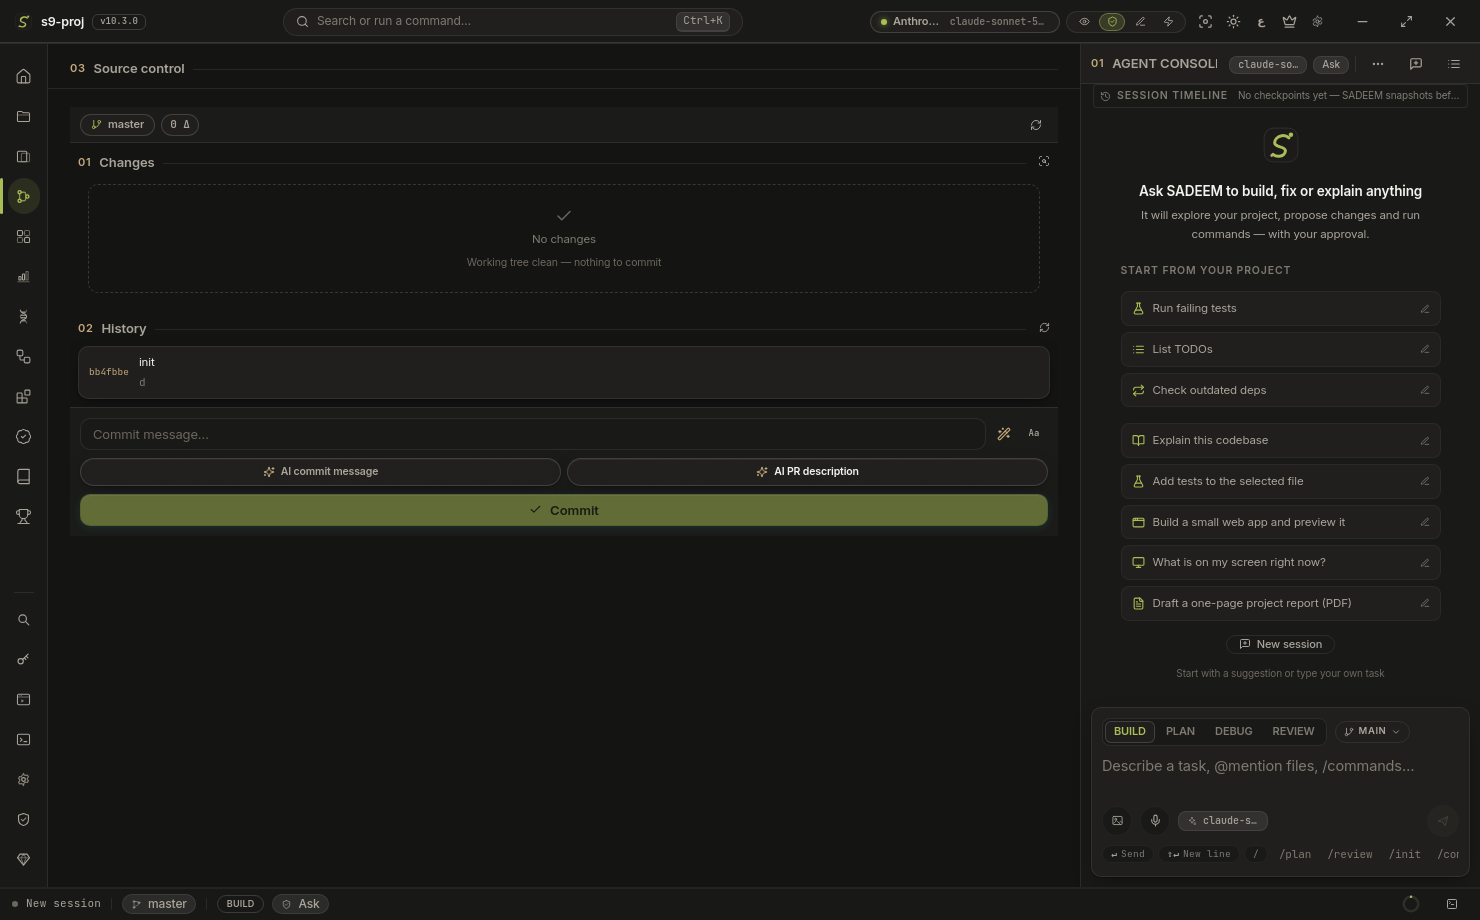 s9-proj v10.3.0
Search or run a command... Ctrl+K
Anthro... claude-sonnet-5...
ع
03 Source control
master 0 Δ
01 Changes
No changes
Working tree clean — nothing to commit
02 History
bb4fbbe init
d
Commit message...
Aa
AI commit message
AI PR description
Commit
01 AGENT CONSOL claude-so... Ask
SESSION TIMELINE No checkpoints yet — SADEEM snapshots bef...
Ask SADEEM to build, fix or explain anything
It will explore your project, propose changes and run
commands — with your approval.
START FROM YOUR PROJECT
Run failing tests
List TODOs
Check outdated deps
Explain this codebase
Add tests to the selected file
Build a small web app and preview it
What is on my screen right now?
Draft a one-page project report (PDF)
New session
Start with a suggestion or type your own task
BUILD PLAN DEBUG REVIEW MAIN
Describe a task, @mention files, /commands...
claude-s...
↵ Send ⇧↵ New line / /plan /review /init /con
New session master BUILD Ask